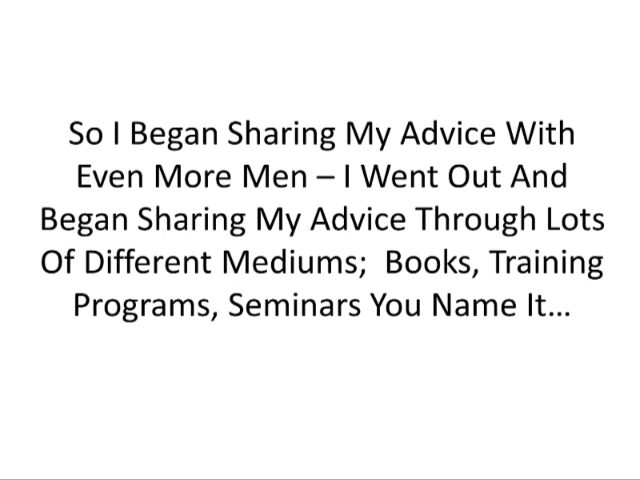 So I Began Sharing My Advice With
Even More Men – I Went Out And
Began Sharing My Advice Through Lots
Of Different Mediums;  Books, Training
Programs, Seminars You Name It…